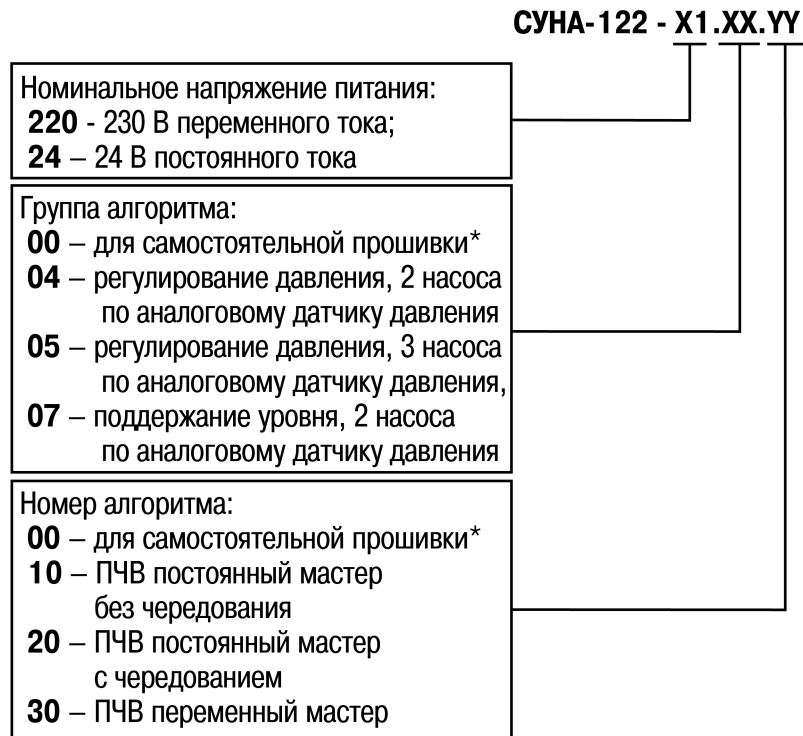 СУНА-122 - X1.XX.YY
Номинальное напряжение питания:
220 - 230 В переменного тока;
24 – 24 В постоянного тока
Группа алгоритма:
00 – для самостоятельной прошивки*
04 – регулирование давления, 2 насоса
по аналоговому датчику давления
05 – регулирование давления, 3 насоса
по аналоговому датчику давления,
07 – поддержание уровня, 2 насоса
по аналоговому датчику давления
Номер алгоритма:
00 – для самостоятельной прошивки*
10 – ПЧВ постоянный мастер
без чередования
20 – ПЧВ постоянный мастер
с чередованием
30 – ПЧВ переменный мастер